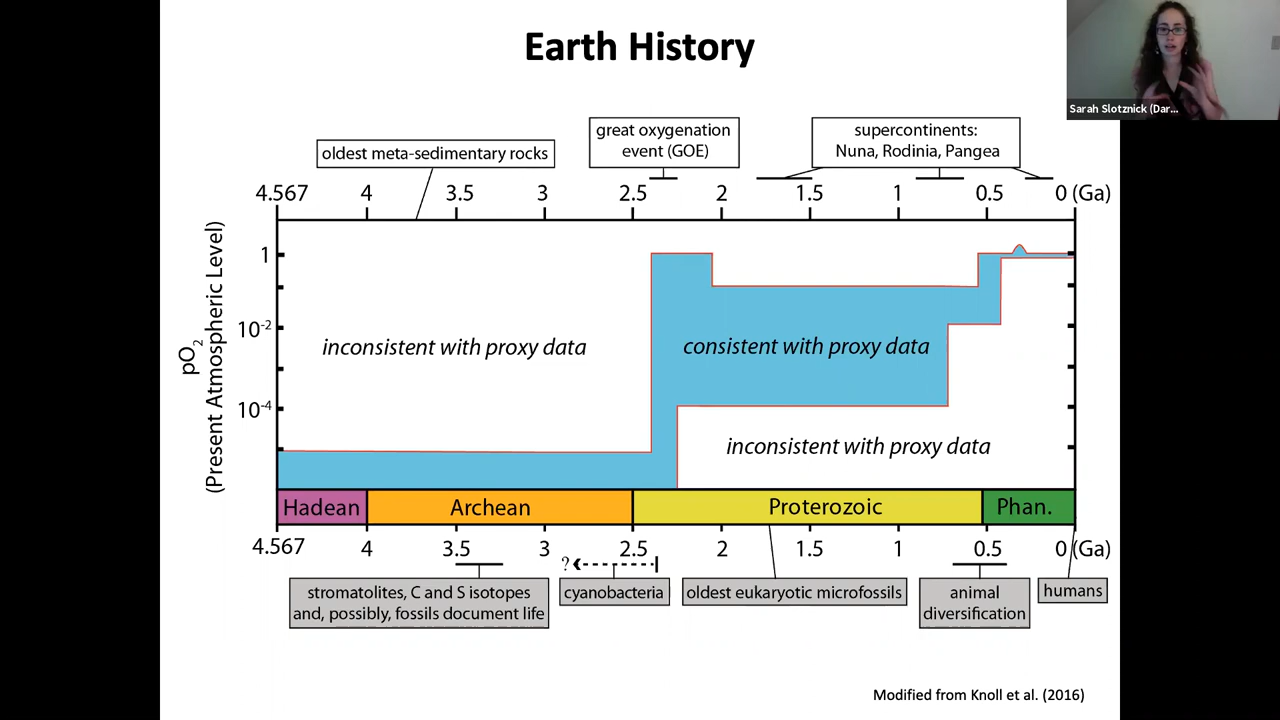 Earth History
Sarah Slotznick (Dar...
great oxygenation
event (GOE)
supercontinents:
Nuna, Rodinia, Pangea
oldest meta-sedimentary rocks
4.567 4 3.5 3 2.5 2 1.5 1 0.5 0 (Ga)
pO2
(Present Atmospheric Level)
1
10-2
10-4
inconsistent with proxy data
consistent with proxy data
inconsistent with proxy data
Hadean Archean Proterozoic Phan.
4.567 4 3.5 3 2.5 2 1.5 1 0.5 0 (Ga)
?
stromatolites, C and S isotopes
and, possibly, fossils document life
cyanobacteria
oldest eukaryotic microfossils
animal
diversification
humans
Modified from Knoll et al. (2016)